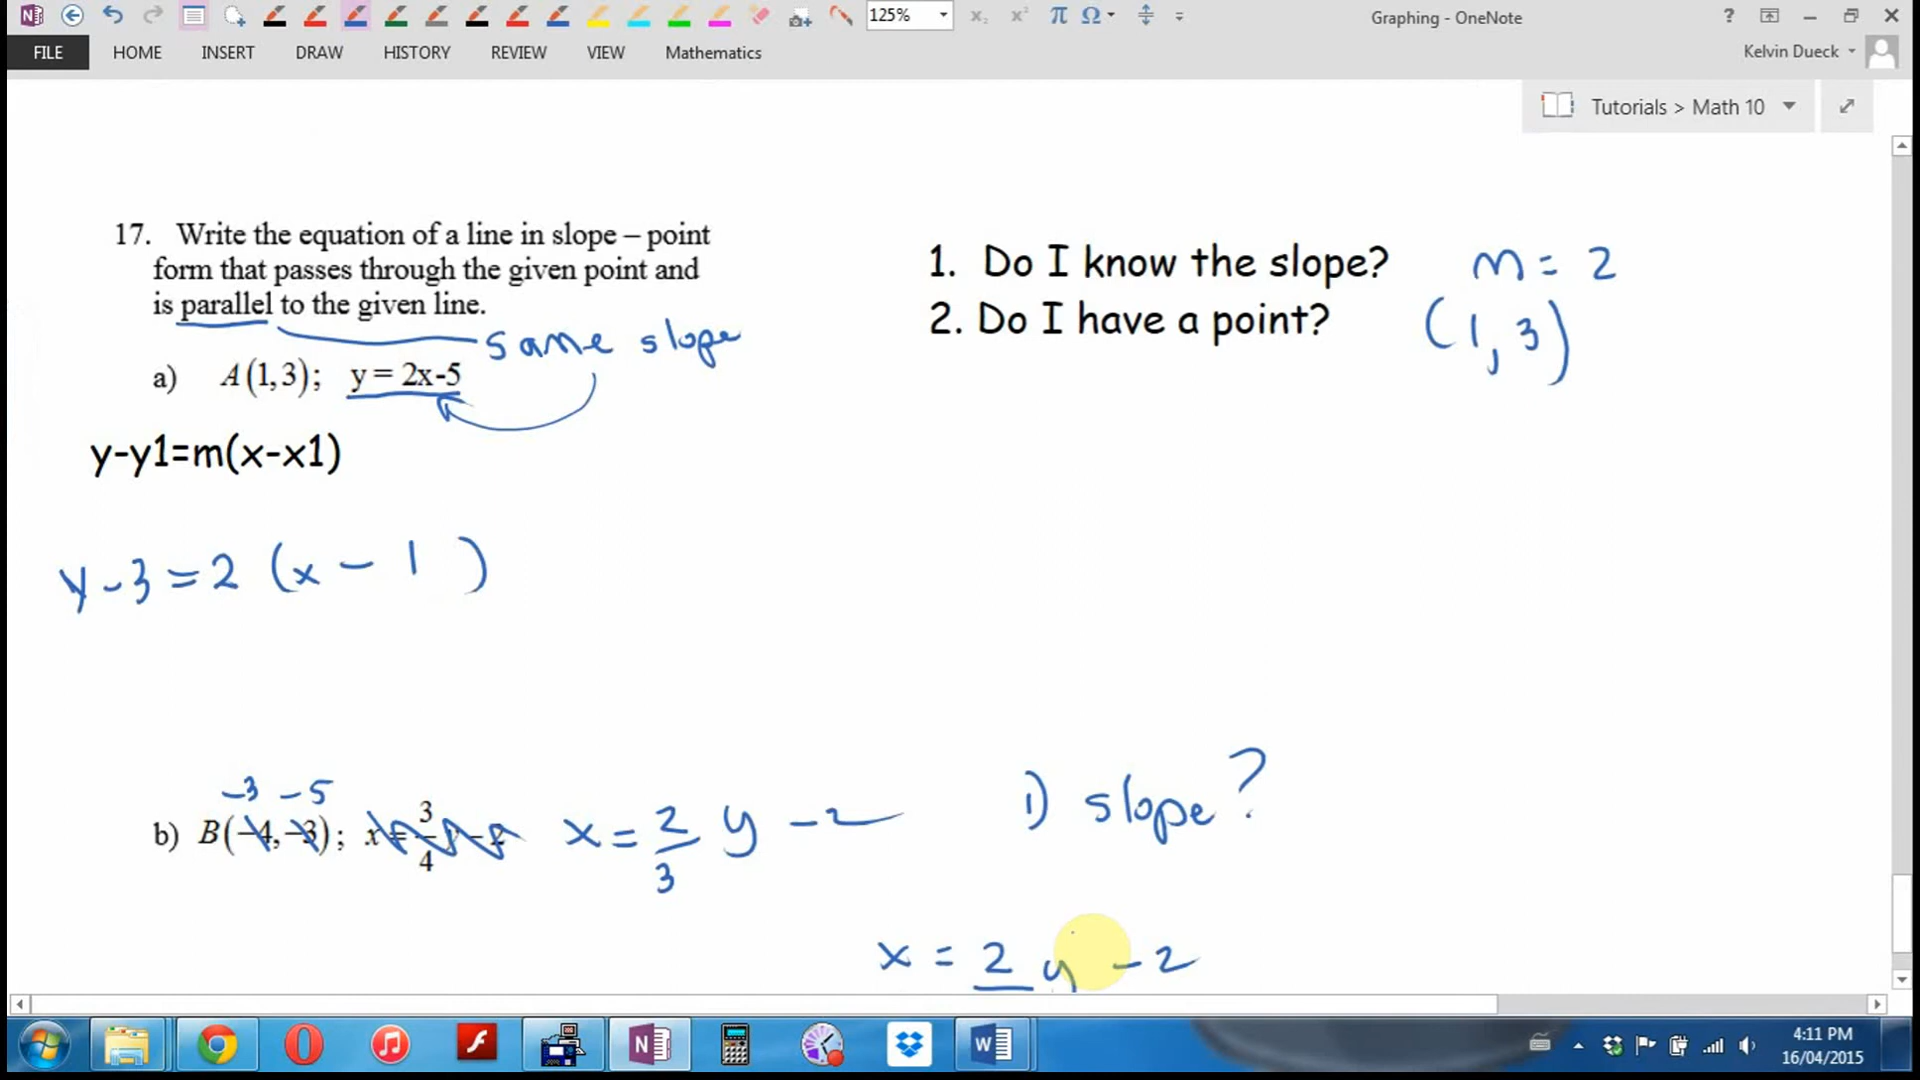 125%
Graphing - OneNote
FILE HOME INSERT DRAW HISTORY REVIEW VIEW Mathematics
Kelvin Dueck
Tutorials > Math 10
17. Write the equation of a line in slope – point
form that passes through the given point and
is parallel to the given line.
same slope
a) A(1,3); y = 2x-5
y-y1=m(x-x1)
y - 3 = 2 (x - 1 )
1. Do I know the slope? m = 2
2. Do I have a point? (1, 3)
-3 -5
b) B(-4,-3); x = 3/4 y - 2 x = 2/3 y - 2
1) slope?
x = 2 y - 2
4:11 PM
16/04/2015